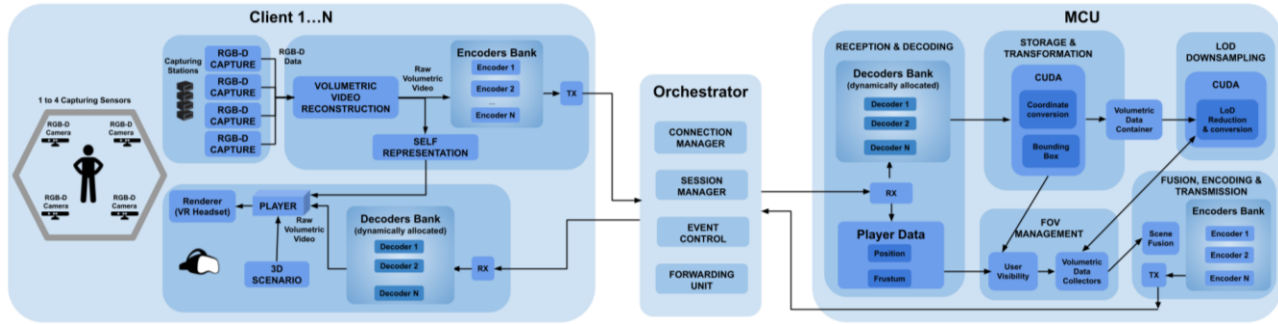 Client 1...N
Capturing
Stations
RGB-D
CAPTURE
RGB-D
CAPTURE
RGB-D
CAPTURE
RGB-D
CAPTURE
RGB-D
Data
VOLUMETRIC
VIDEO
RECONSTRUCTION
Raw
Volumetric
Video
Encoders Bank
Encoder 1
Encoder 2
...
Encoder N
TX
SELF
REPRESENTATION
1 to 4 Capturing Sensors
RGB-D
Camera
RGB-D
Camera
RGB-D
Camera
RGB-D
Camera
Renderer
(VR Headset)
PLAYER
Raw
Volumetric
Video
3D
SCENARIO
Decoders Bank
(dynamically allocated)
Decoder 1
Decoder 2
Decoder N
RX
Orchestrator
CONNECTION
MANAGER
SESSION
MANAGER
EVENT
CONTROL
FORWARDING
UNIT
MCU
RECEPTION & DECODING
Decoders Bank
(dynamically allocated)
Decoder 1
Decoder 2
Decoder N
RX
Player Data
Position
Frustum
STORAGE &
TRANSFORMATION
CUDA
Coordinate
conversion
Bounding
Box
Volumetric
Data
Container
LOD
DOWNSAMPLING
CUDA
LoD
Reduction
& conversion
FOV
MANAGEMENT
User
Visibility
Volumetric
Data
Collectors
FUSION, ENCODING &
TRANSMISSION
Encoders Bank
Scene
Fusion
Encoder 1
Encoder 2
Encoder N
TX